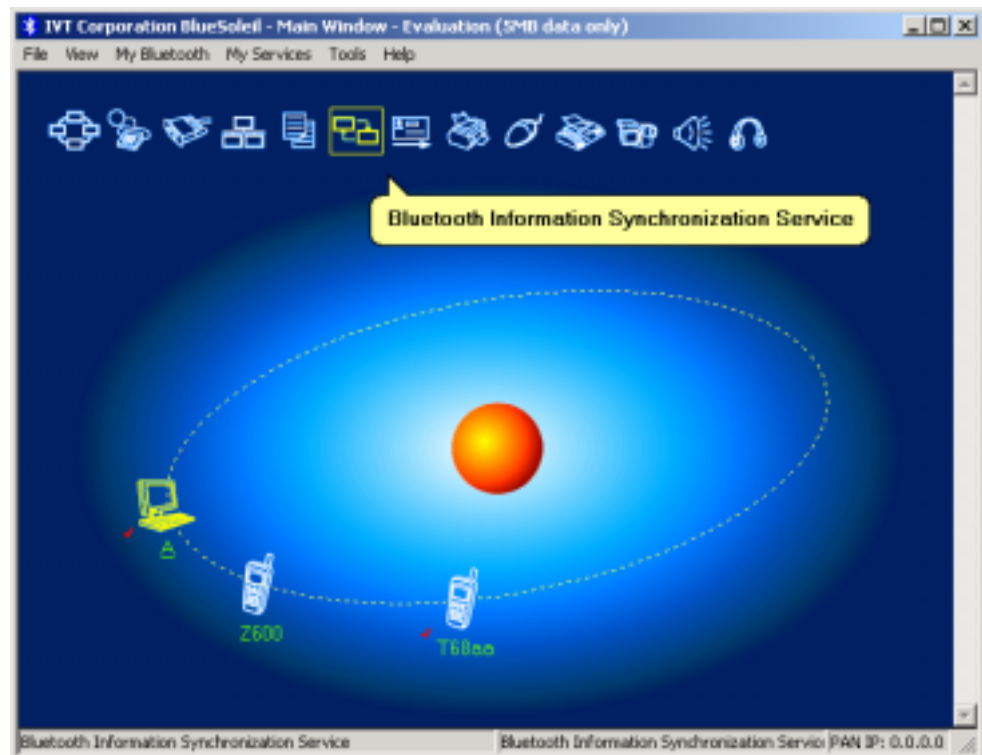 IVT Corporation BlueSoleil - Main Window - Evaluation (5MB data only)
File View My Bluetooth My Services Tools Help
Bluetooth Information Synchronization Service
A
Z600
T68aa
Bluetooth Information Synchronization Service Bluetooth Information Synchronization Servic PAN IP: 0.0.0.0